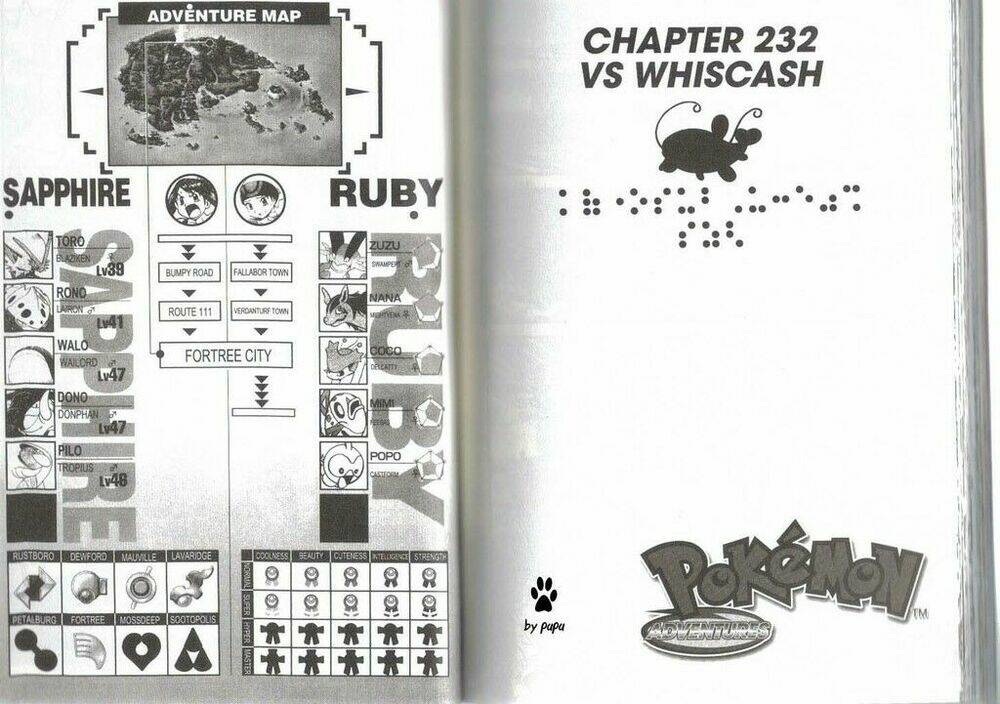 ADVENTURE MAP
SAPPHIRE
RUBY
TORO
BLAZIKEN ♀
Lv39
RONO
LAIRON ♂
Lv41
WALO
WAILORD ♂
Lv47
DONO
DONPHAN ♂
Lv47
PILO
TROPIUS ♂
Lv48
SAPPHIRE
BUMPY ROAD
FALLABOR TOWN
ROUTE 111
VERDANTURF TOWN
FORTREE CITY
ZUZU
SWAMPERT ♂
NANA
MIGHTYENA ♀
COCO
DELCATTY
MIMI
FEEBAS
POPO
CASTFORM
RUBY
RUSTBORO DEWFORD MAUVILLE LAVARIDGE
PETALBURG FORTREE MOSSDEEP SOOTOPOLIS
COOLNESS BEAUTY CUTENESS INTELLIGENCE STRENGTH
NORMAL
SUPER
HYPER
MASTER
CHAPTER 232
VS WHISCASH
by pupu
POKéMON
TM
ADVENTURES